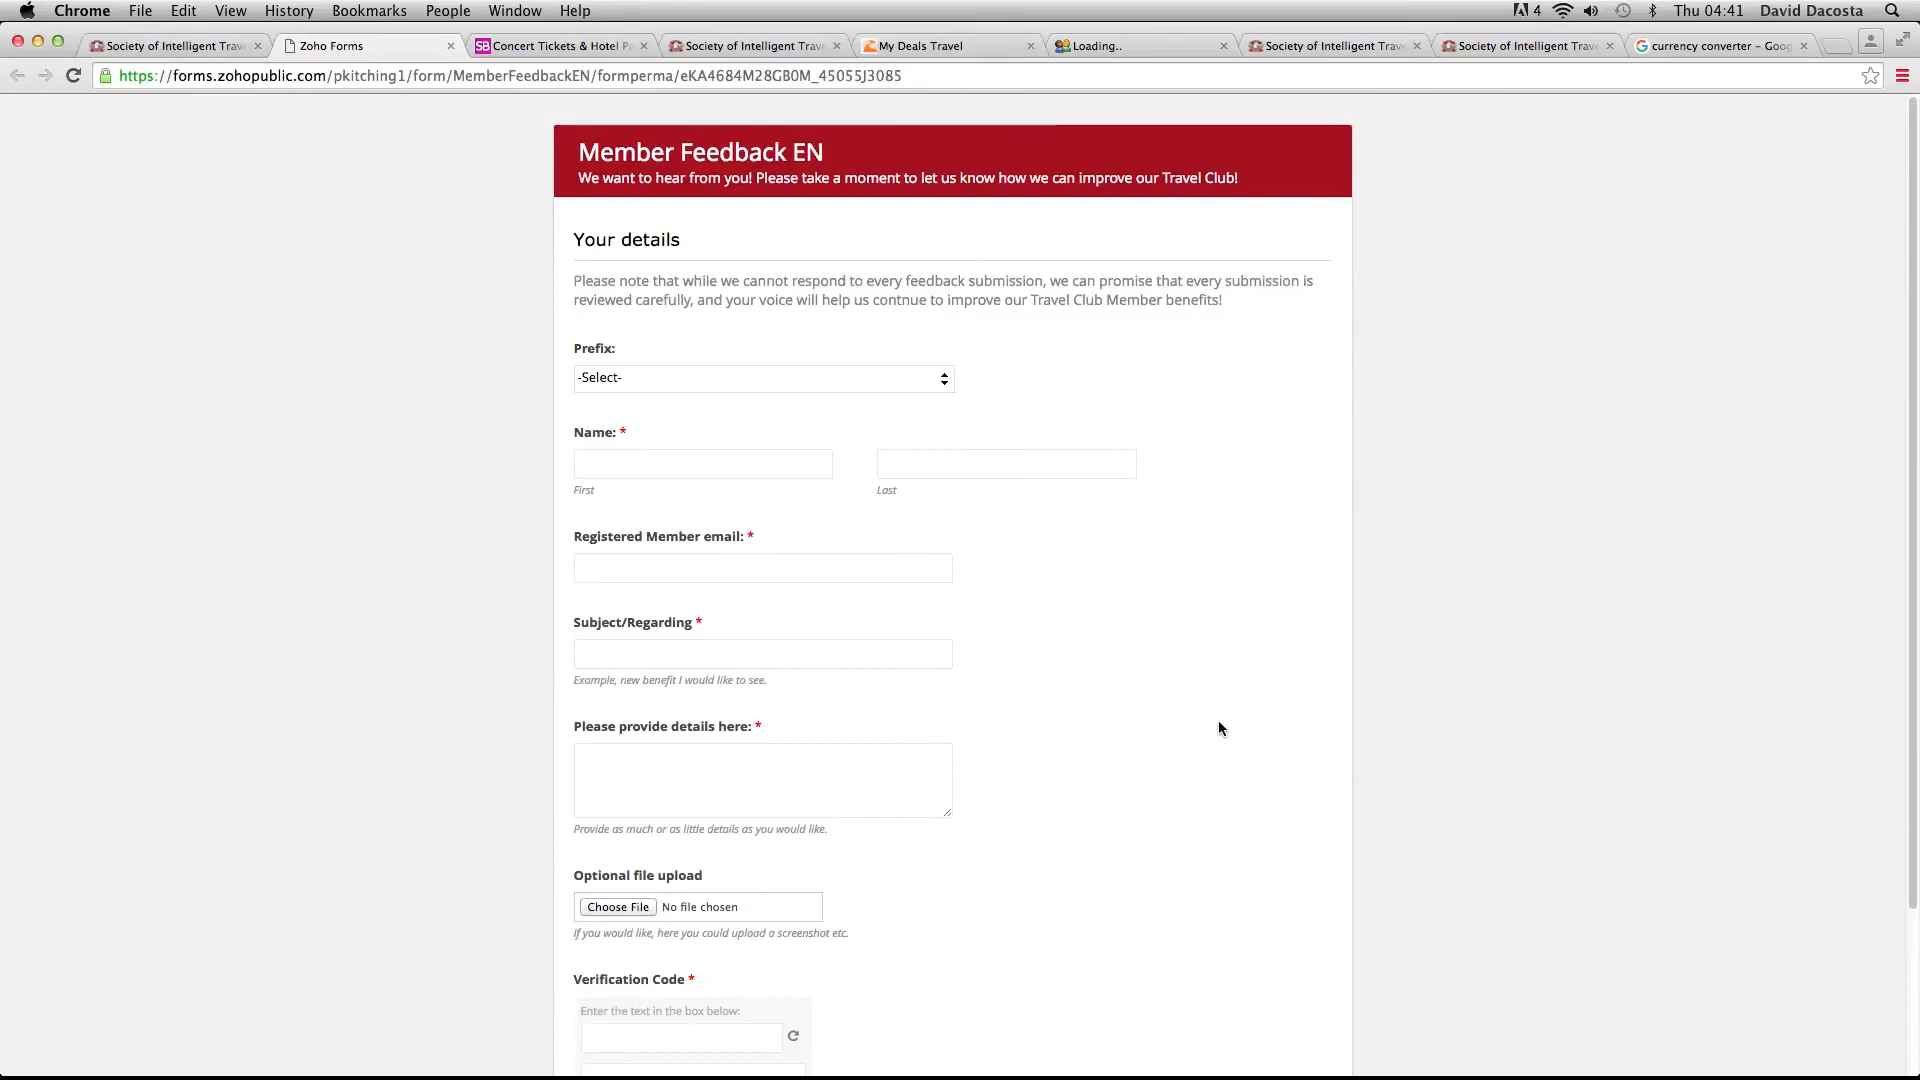 Chrome File Edit View History Bookmarks People Window Help 4 Thu 04:41 David Dacosta
Society of Intelligent Trave Zoho Forms SB Concert Tickets & Hotel Pa Society of Intelligent Trave My Deals Travel Loading.. Society of Intelligent Trave Society of Intelligent Trave currency converter – Goog
https://forms.zohopublic.com/pkitching1/form/MemberFeedbackEN/formperma/eKA4684M28GB0M_45055J3085
Member Feedback EN
We want to hear from you! Please take a moment to let us know how we can improve our Travel Club!
Your details
Please note that while we cannot respond to every feedback submission, we can promise that every submission is
reviewed carefully, and your voice will help us contnue to improve our Travel Club Member benefits!
Prefix:
-Select-
Name: *
First Last
Registered Member email: *
Subject/Regarding *
Example, new benefit I would like to see.
Please provide details here: *
Provide as much or as little details as you would like.
Optional file upload
Choose File No file chosen
If you would like, here you could upload a screenshot etc.
Verification Code *
Enter the text in the box below: